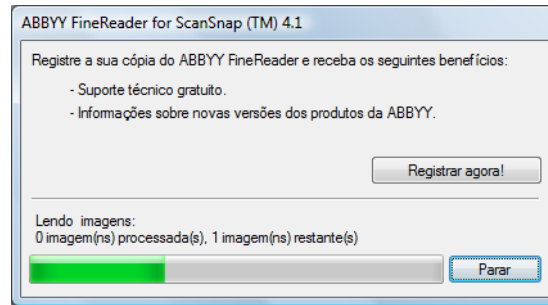 ABBYY FineReader for ScanSnap (TM) 4.1
Registre a sua cópia do ABBYY FineReader e receba os seguintes benefícios:
- Suporte técnico gratuito.
- Informações sobre novas versões dos produtos da ABBYY.
Registrar agora!
Lendo imagens:
0 imagem(ns) processada(s), 1 imagem(ns) restante(s)
Parar